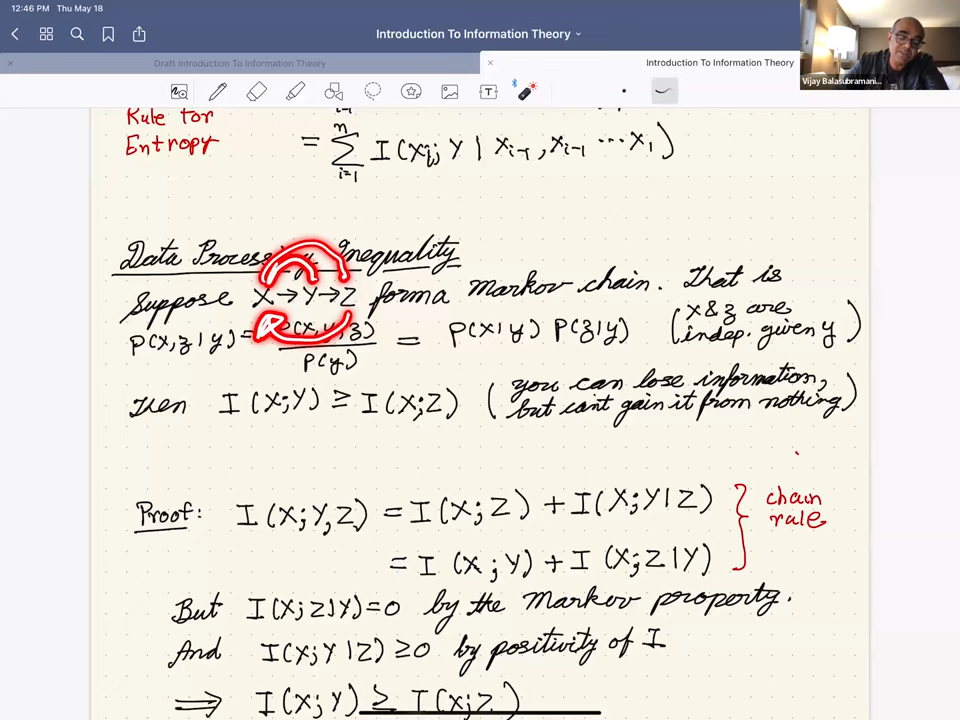 12:46 PM Thu May 18
Introduction To Information Theory
Draft Introduction To Information Theory
Introduction To Information Theory
Vijay Balasubramani...
Rule for
Entropy
= Σ_{i=1}^{n} I(Xi; Y | Xi-1, Xi-1 ... X1)
Data Processing Inequality
Suppose X → Y → Z form a Markov chain. That is
P(x,z|y) = P(x,y,z)/P(y) = P(x|y) P(z|y) (x & z are indep. given y)
Then I(X;Y) ≥ I(X;Z) (you can lose information, but can't gain it from nothing)
Proof: I(X;Y,Z) = I(X;Z) + I(X;Y|Z)
= I(X;Y) + I(X;Z|Y)
} chain
rule
But I(X;Z|Y)=0 by the Markov property.
And I(X;Y|Z) ≥ 0 by positivity of I
⟹ I(X;Y) ≥ I(X;Z)